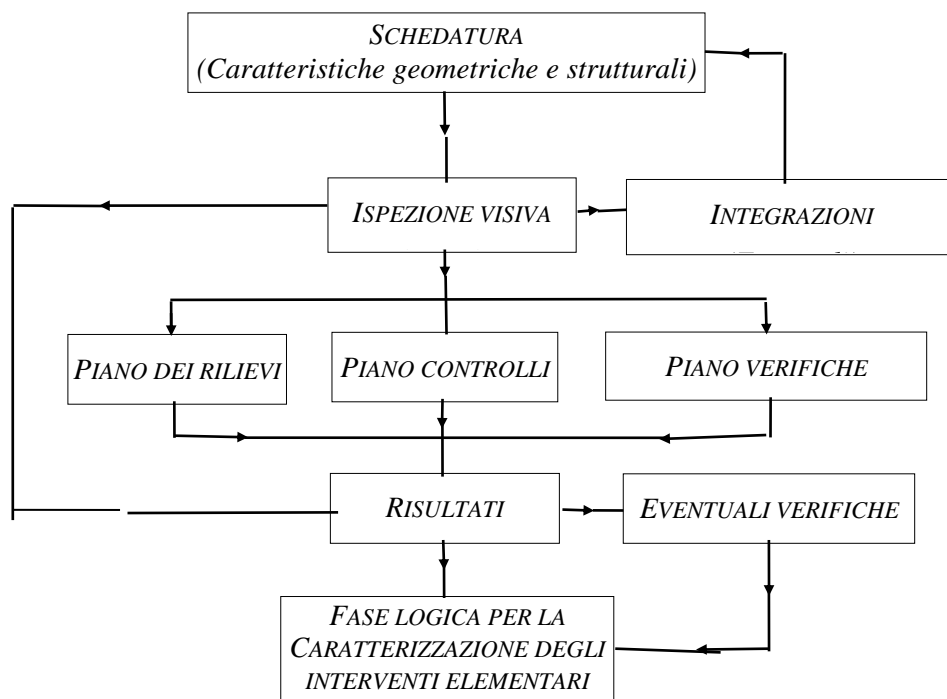 SCHEDATURA
(Caratteristiche geometriche e strutturali)
ISPEZIONE VISIVA
INTEGRAZIONI
PIANO DEI RILIEVI
PIANO CONTROLLI
PIANO VERIFICHE
RISULTATI
EVENTUALI VERIFICHE
FASE LOGICA PER LA
CARATTERIZZAZIONE DEGLI
INTERVENTI ELEMENTARI